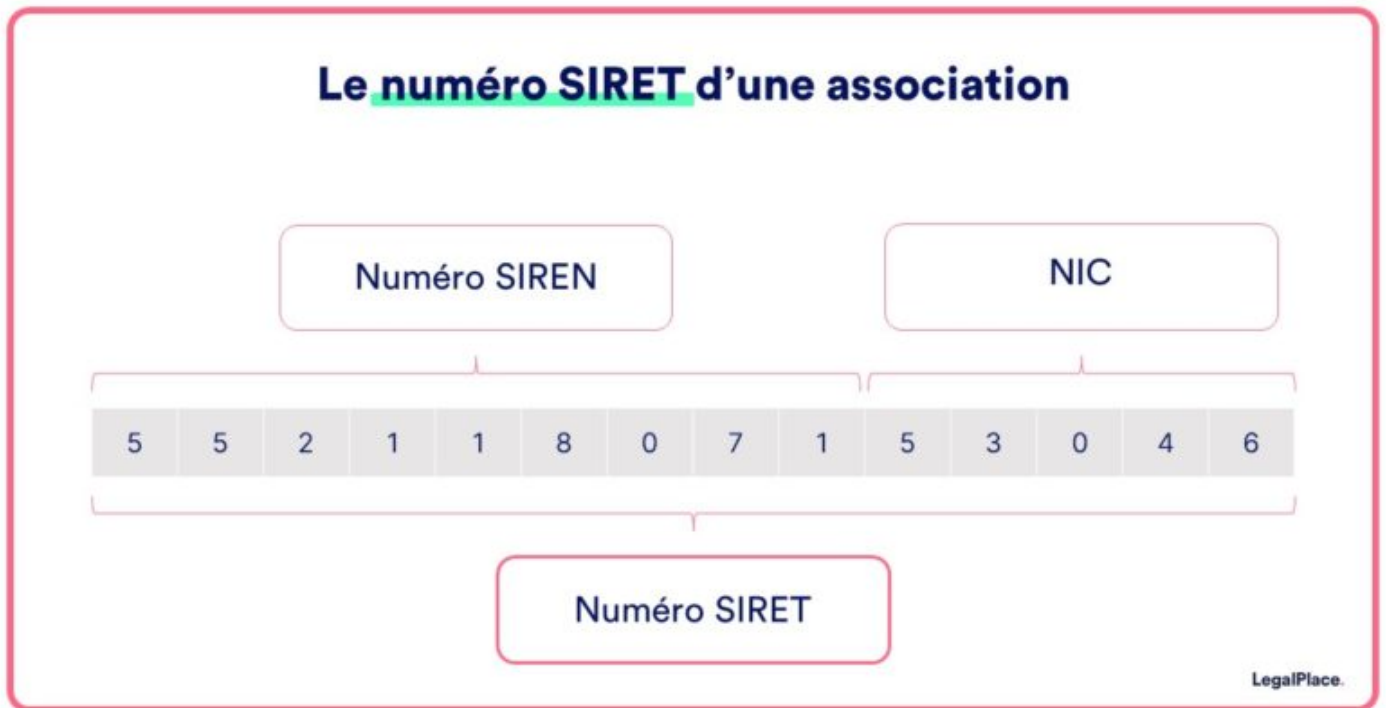 Le numéro SIRET d’une association
Numéro SIREN
NIC
5 5 2 1 1 8 0 7 1 5 3 0 4 6
Numéro SIRET
LegalPlace.